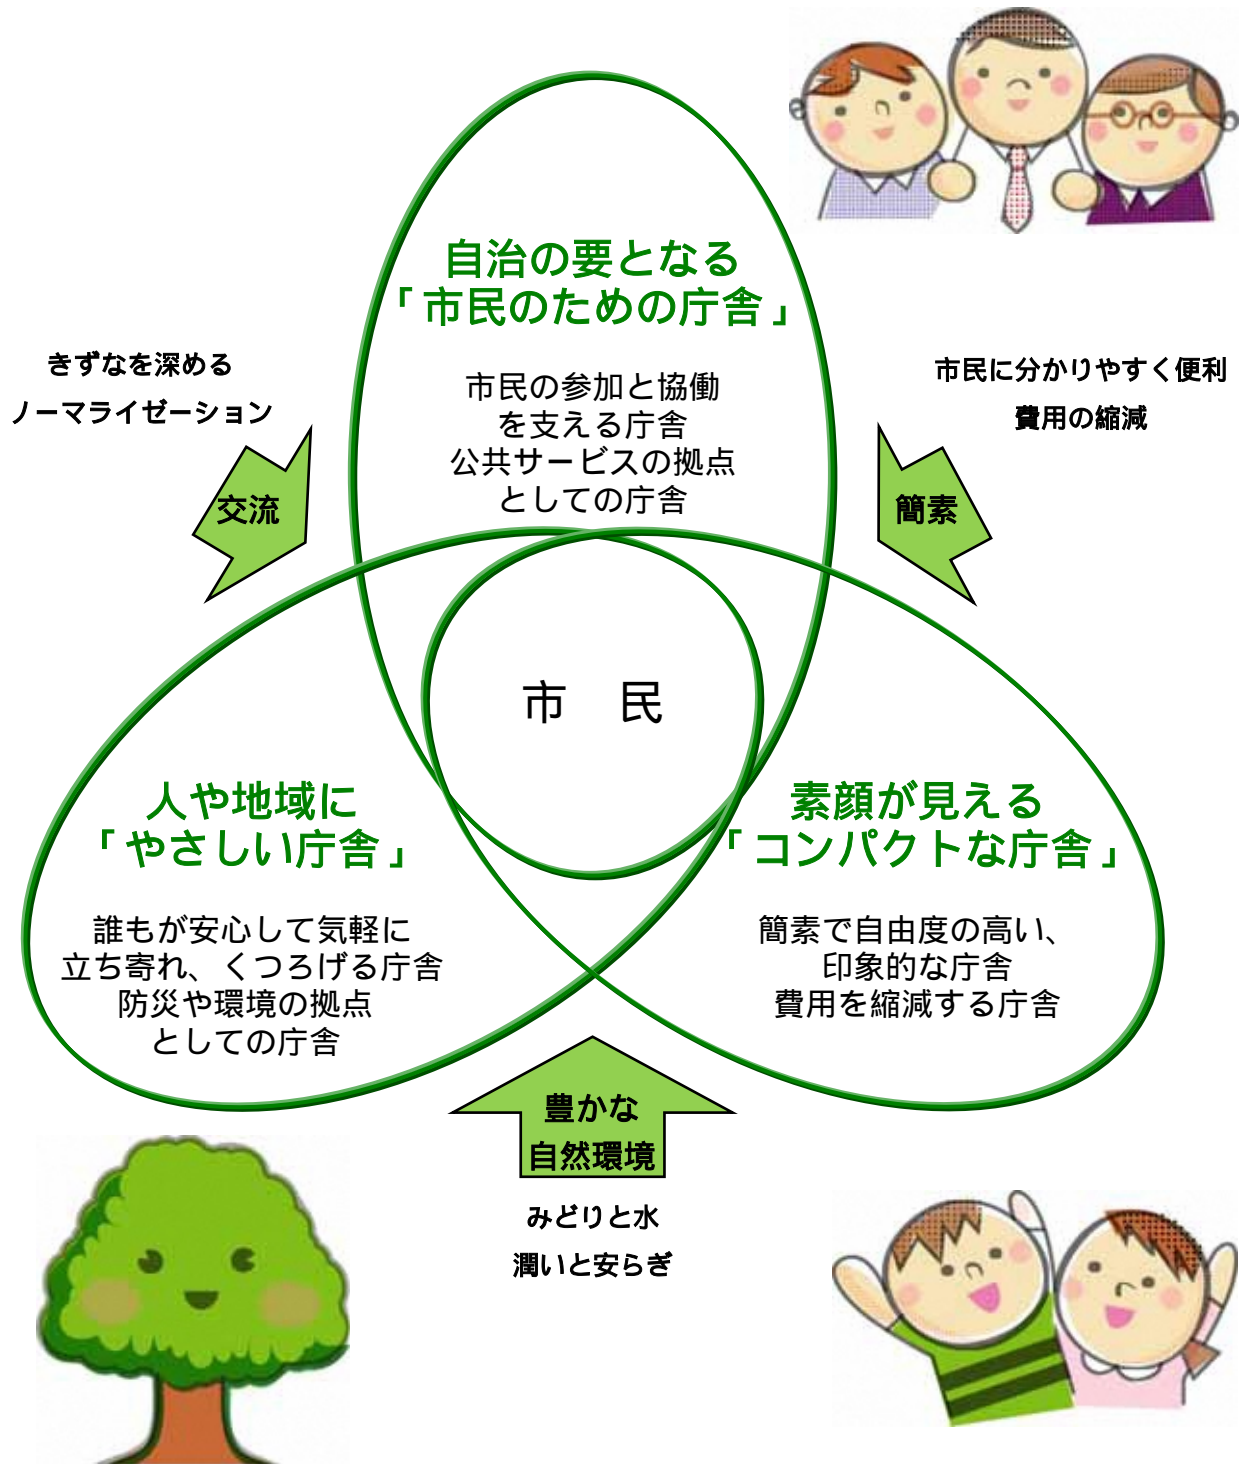 自治の要となる
「市民のための庁舎」
市民の参加と協働
を支える庁舎
公共サービスの拠点
としての庁舎
きずなを深める
ノーマライゼーション
交流
市民に分かりやすく便利
費用の縮減
簡素
市　民
人や地域に
「やさしい庁舎」
誰もが安心して気軽に
立ち寄れ、くつろげる庁舎
防災や環境の拠点
としての庁舎
素顔が見える
「コンパクトな庁舎」
簡素で自由度の高い、
印象的な庁舎
費用を縮減する庁舎
豊かな
自然環境
みどりと水
潤いと安らぎ